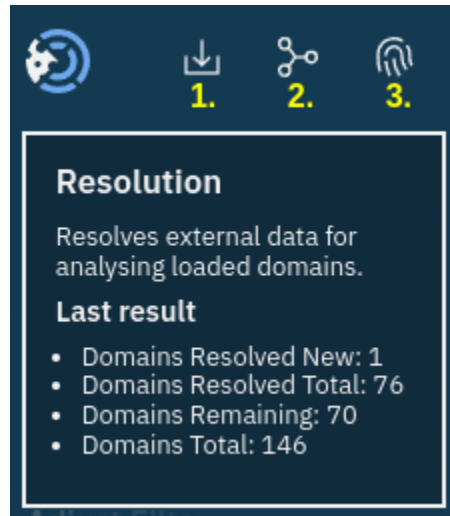 1. 2. 3.
Resolution
Resolves external data for
analysing loaded domains.
Last result
• Domains Resolved New: 1
• Domains Resolved Total: 76
• Domains Remaining: 70
• Domains Total: 146